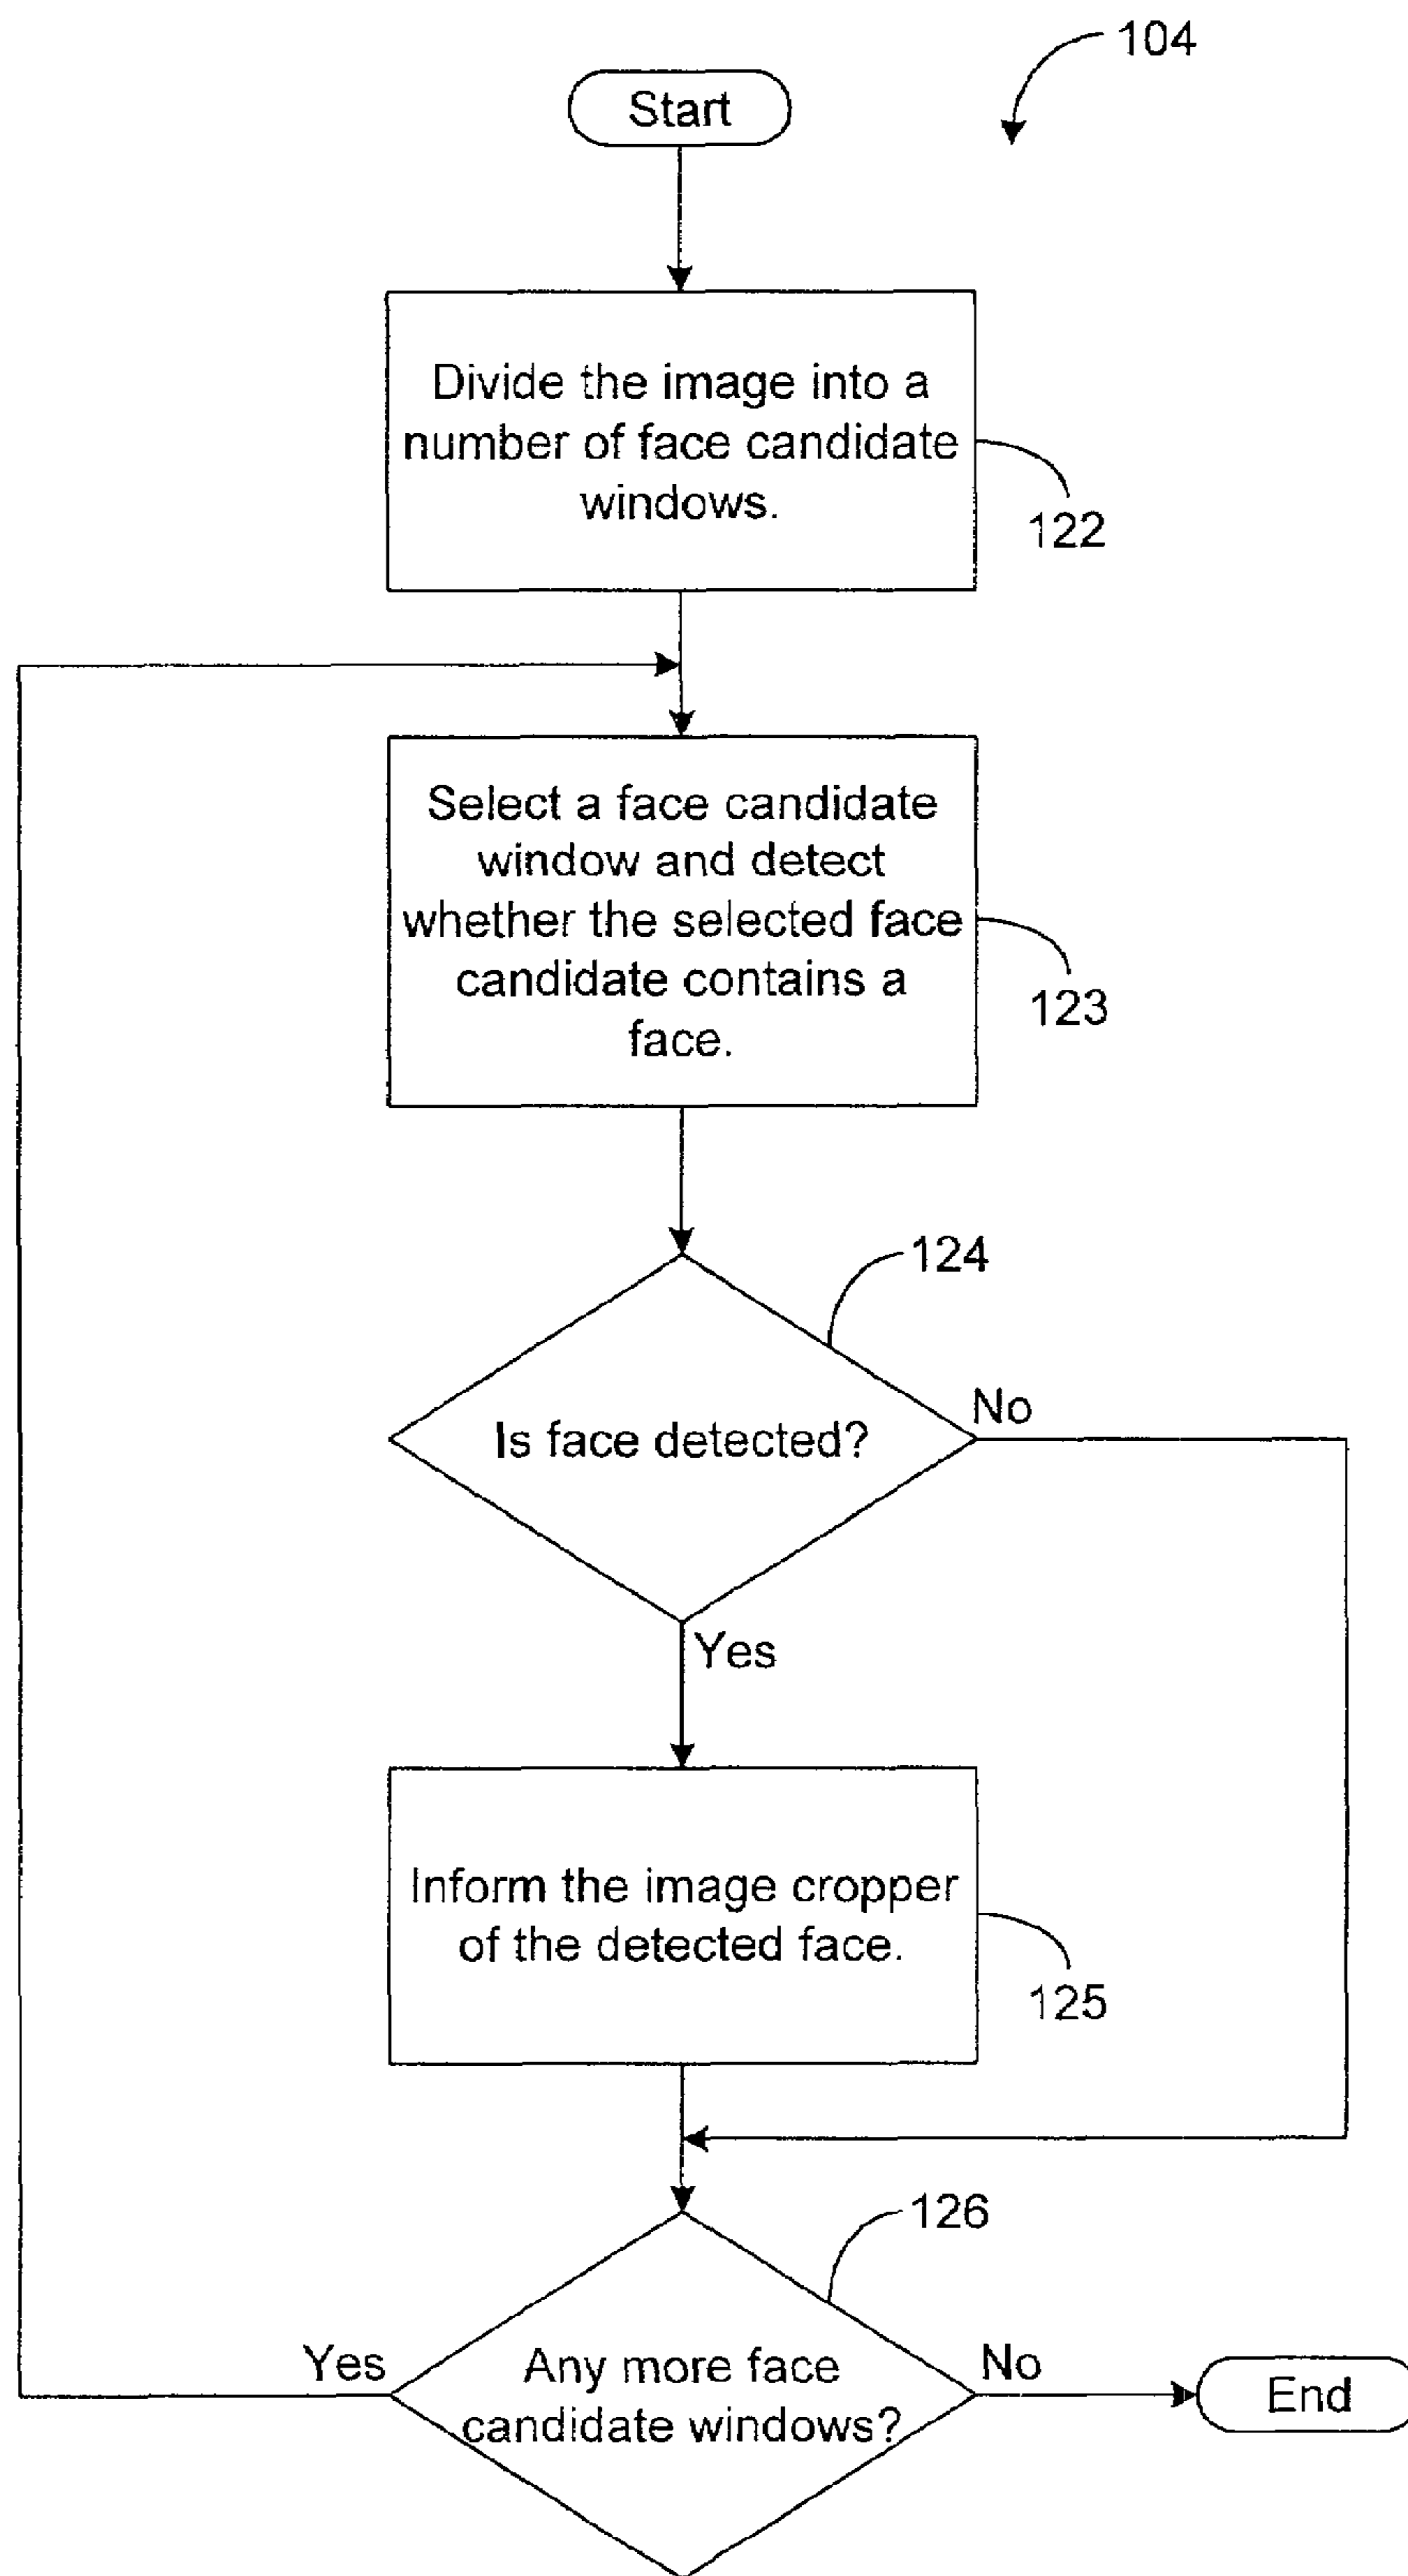 104
Start
Divide the image into a
number of face candidate
windows.
122
Select a face candidate
window and detect
whether the selected face
candidate contains a
face.
123
124
Is face detected?
No
Yes
Inform the image cropper
of the detected face.
125
126
Yes
Any more face
candidate windows?
No
End